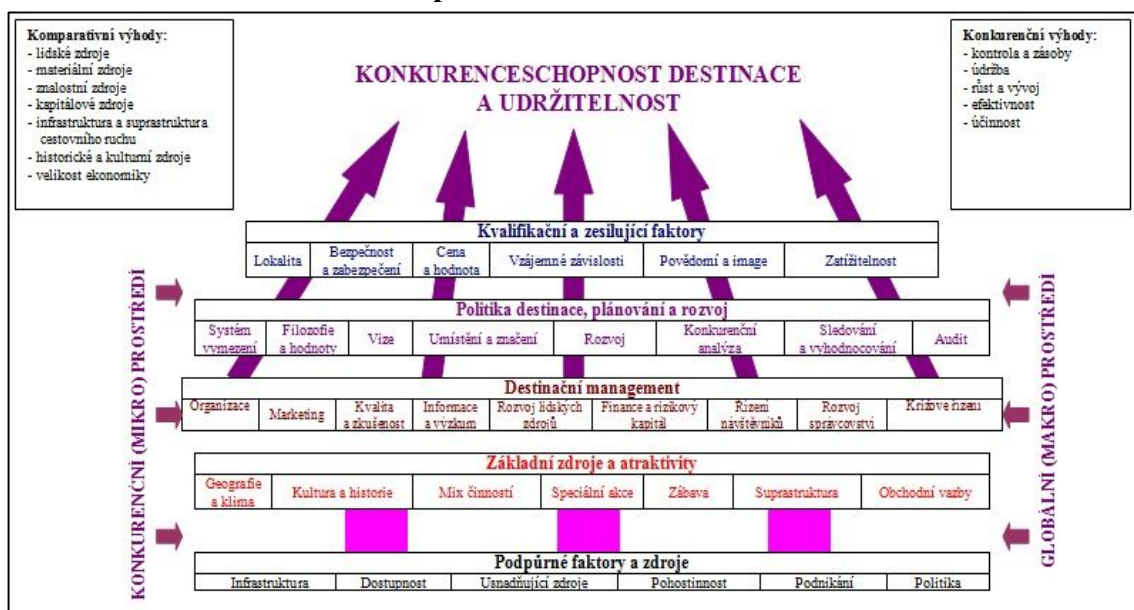 Komparativní výhody:
- lidské zdroje
- materiální zdroje
- znalostní zdroje
- kapitálové zdroje
- infrastruktura a suprastruktura
cestovního ruchu
- historické a kulturní zdroje
- velikost ekonomiky
Konkurenční výhody:
- kontrola a zásoby
- údržba
- růst a vývoj
- efektivnost
- účinnost
KONKURENCESCHOPNOST DESTINACE
A UDRŽITELNOST
KONKURENČNÍ (MIKRO) PROSTŘEDÍ
Kvalifikační a zesilující faktory
Lokalita
Bezpečnost
a zabezpečení
Cena
a hodnota
Vzájemné závislosti
Povědomí a image
Zatížitelnost
Politika destinace, plánování a rozvoj
Systém
vymezení
Filozofie
a hodnoty
Vize
Umístění a značení
Rozvoj
Konkurenční
analýza
Sledování
a vyhodnocování
Audit
Destinační management
Organizace
Marketing
Kvalita
a zkušenost
Informace
a výzkum
Rozvoj lidských
zdrojů
Finance a rizikový
kapitál
Řízení
návštěvníků
Rozvoj
správcovství
Krizové řízení
Základní zdroje a atraktivity
Geografie
a klima
Kultura a historie
Mix činností
Speciální akce
Zábava
Suprastruktura
Obchodní vazby
Podpůrné faktory a zdroje
Infrastruktura
Dostupnost
Usnadňující zdroje
Pohostinnost
Podnikání
Politika
GLOBÁLNÍ (MAKRO) PROSTŘEDÍ